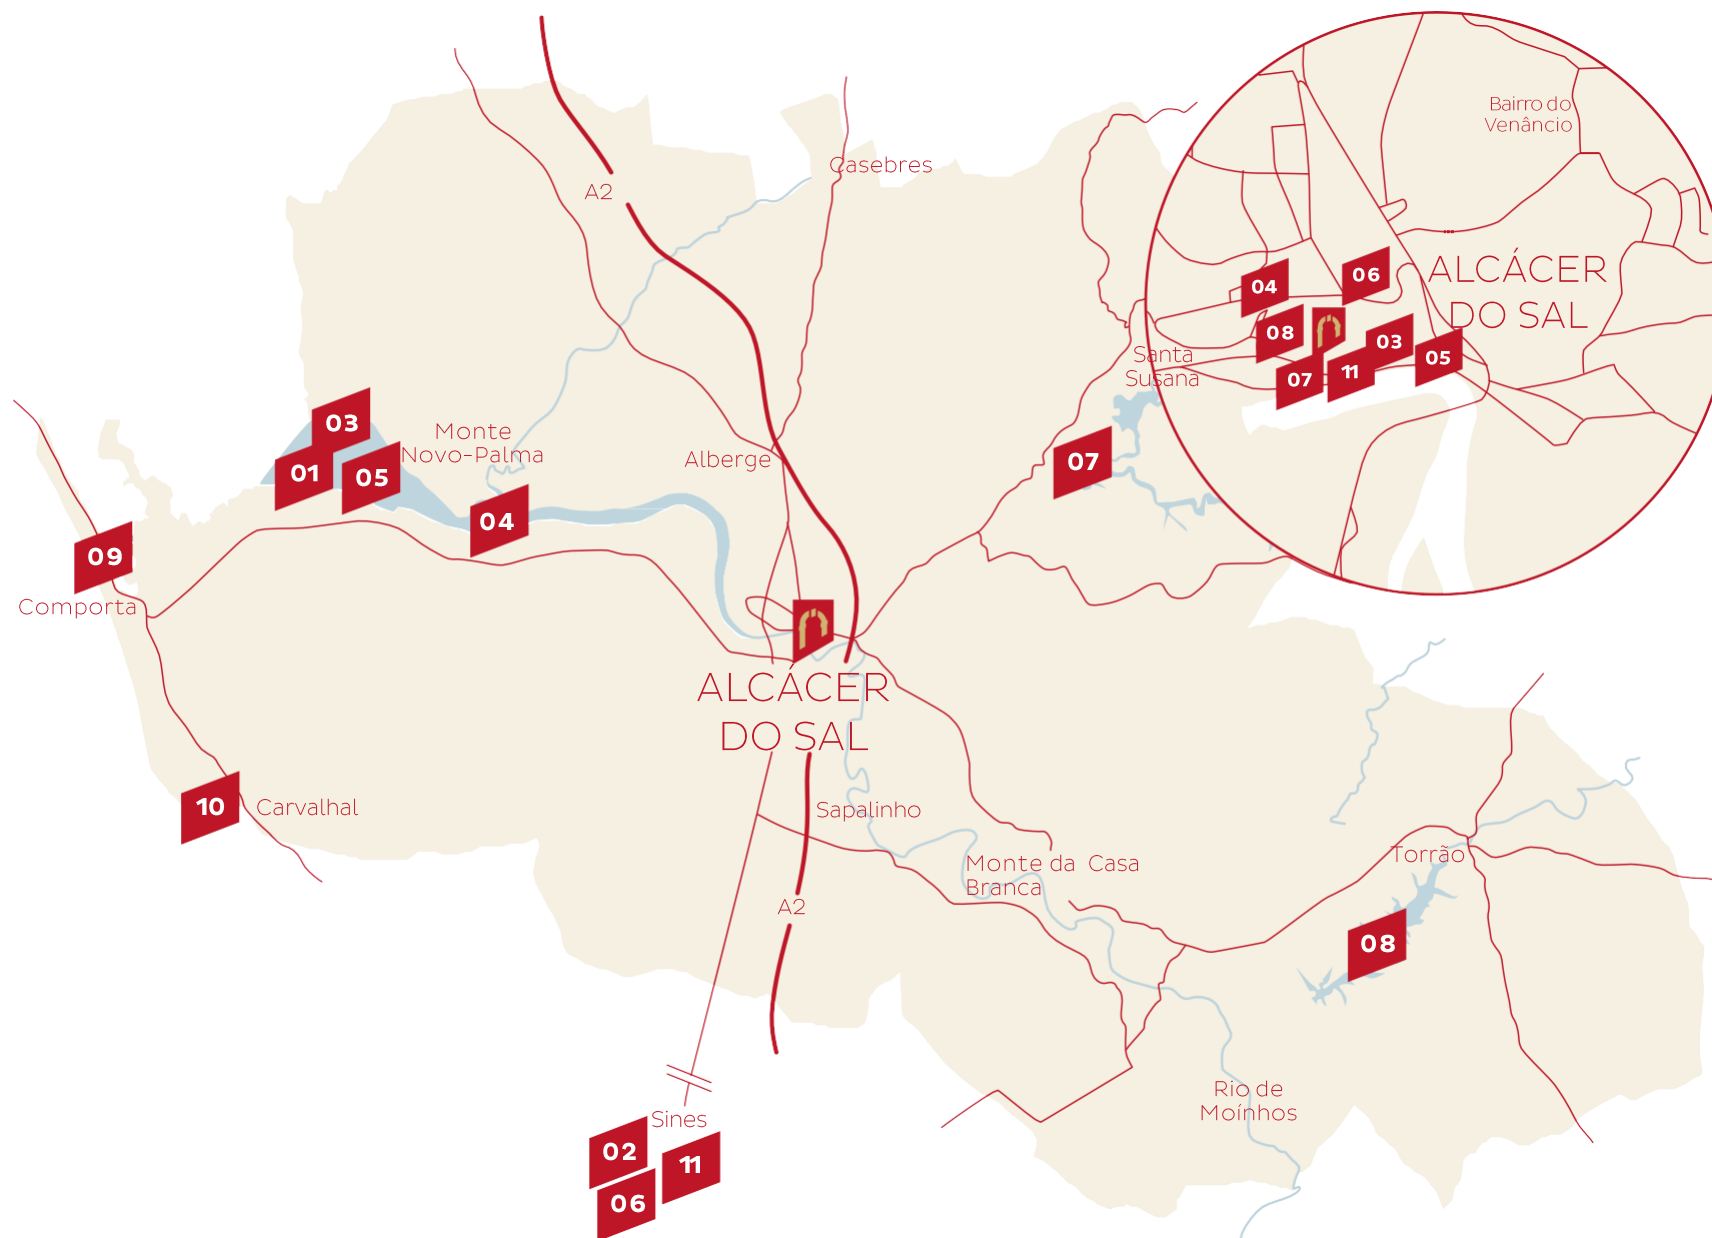 A2
Casebres
Bairro do
Venâncio
ALCÁCER
DO SAL
04
06
08
03
05
07
11
Santa
Susana
03
01
05
Monte
Novo-Palma
04
Alberge
07
09
Comporta
ALCÁCER
DO SAL
10
Carvalhal
Sapalinho
Monte da Casa
Branca
Torrão
A2
08
Rio de
Moínhos
Sines
02
11
06